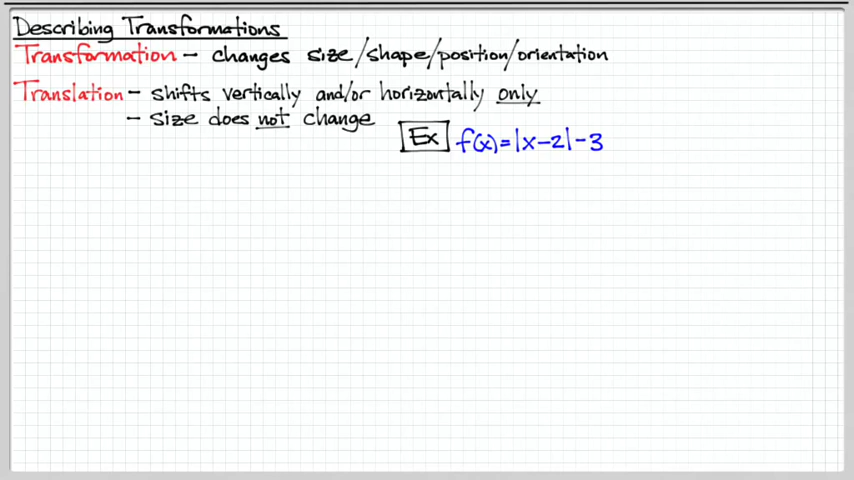 Describing Transformations
Transformation – changes size/shape/position/orientation
Translation – shifts vertically and/or horizontally only
– size does not change
Ex f(x)=|x-2|-3